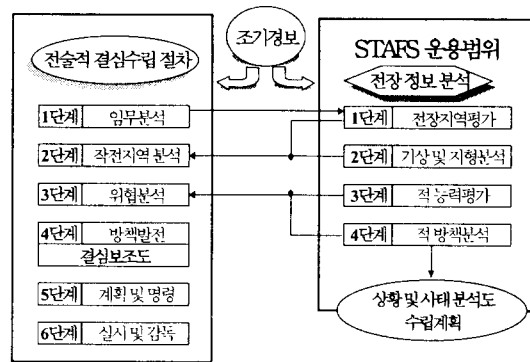 조기경보
전술적 결심수립 절차
1단계 임무분석
2단계 작전지역 분석
3단계 위협분석
4단계 방책발전
결심보조도
5단계 계획 및 명령
6단계 실시 및 감독
STAFS 운용범위
전장 정보 분석
1단계 전장지역평가
2단계 기상 및 지형분석
3단계 적 능력평가
4단계 적 방책분석
상황 및 사태 분석도
수립계획